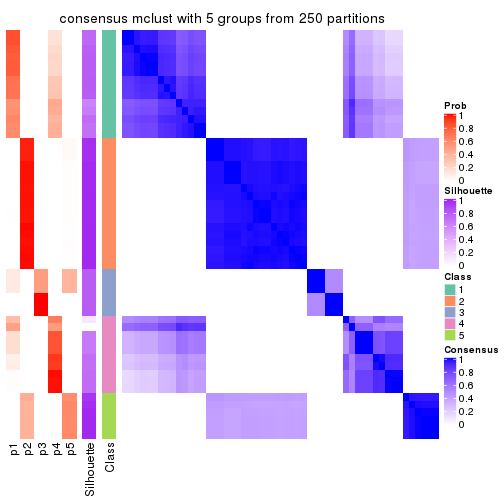 consensus mclust with 5 groups from 250 partitions
Prob
1
0.8
0.6
0.4
0.2
0
Silhouette
1
0.8
0.6
0.4
0.2
0
Class
1
2
3
4
5
Consensus
1
0.8
0.6
0.4
0.2
0
p1
p2
p3
p4
p5
Silhouette
Class